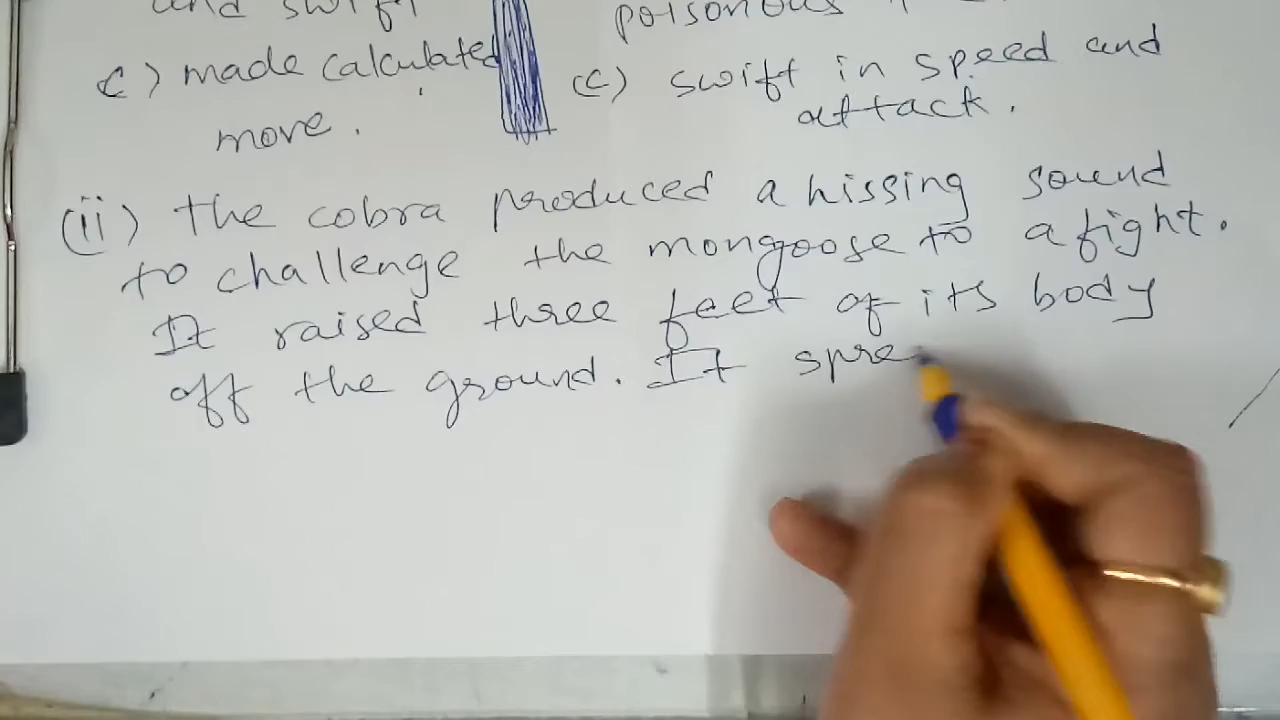 and swift
poisonous
c) made calculated
more.
(c) swift in speed and
attack.
(ii) the cobra produced a hissing sound
to challenge the mongoose to a fight.
It raised three feet of its body
off the ground. It sprea